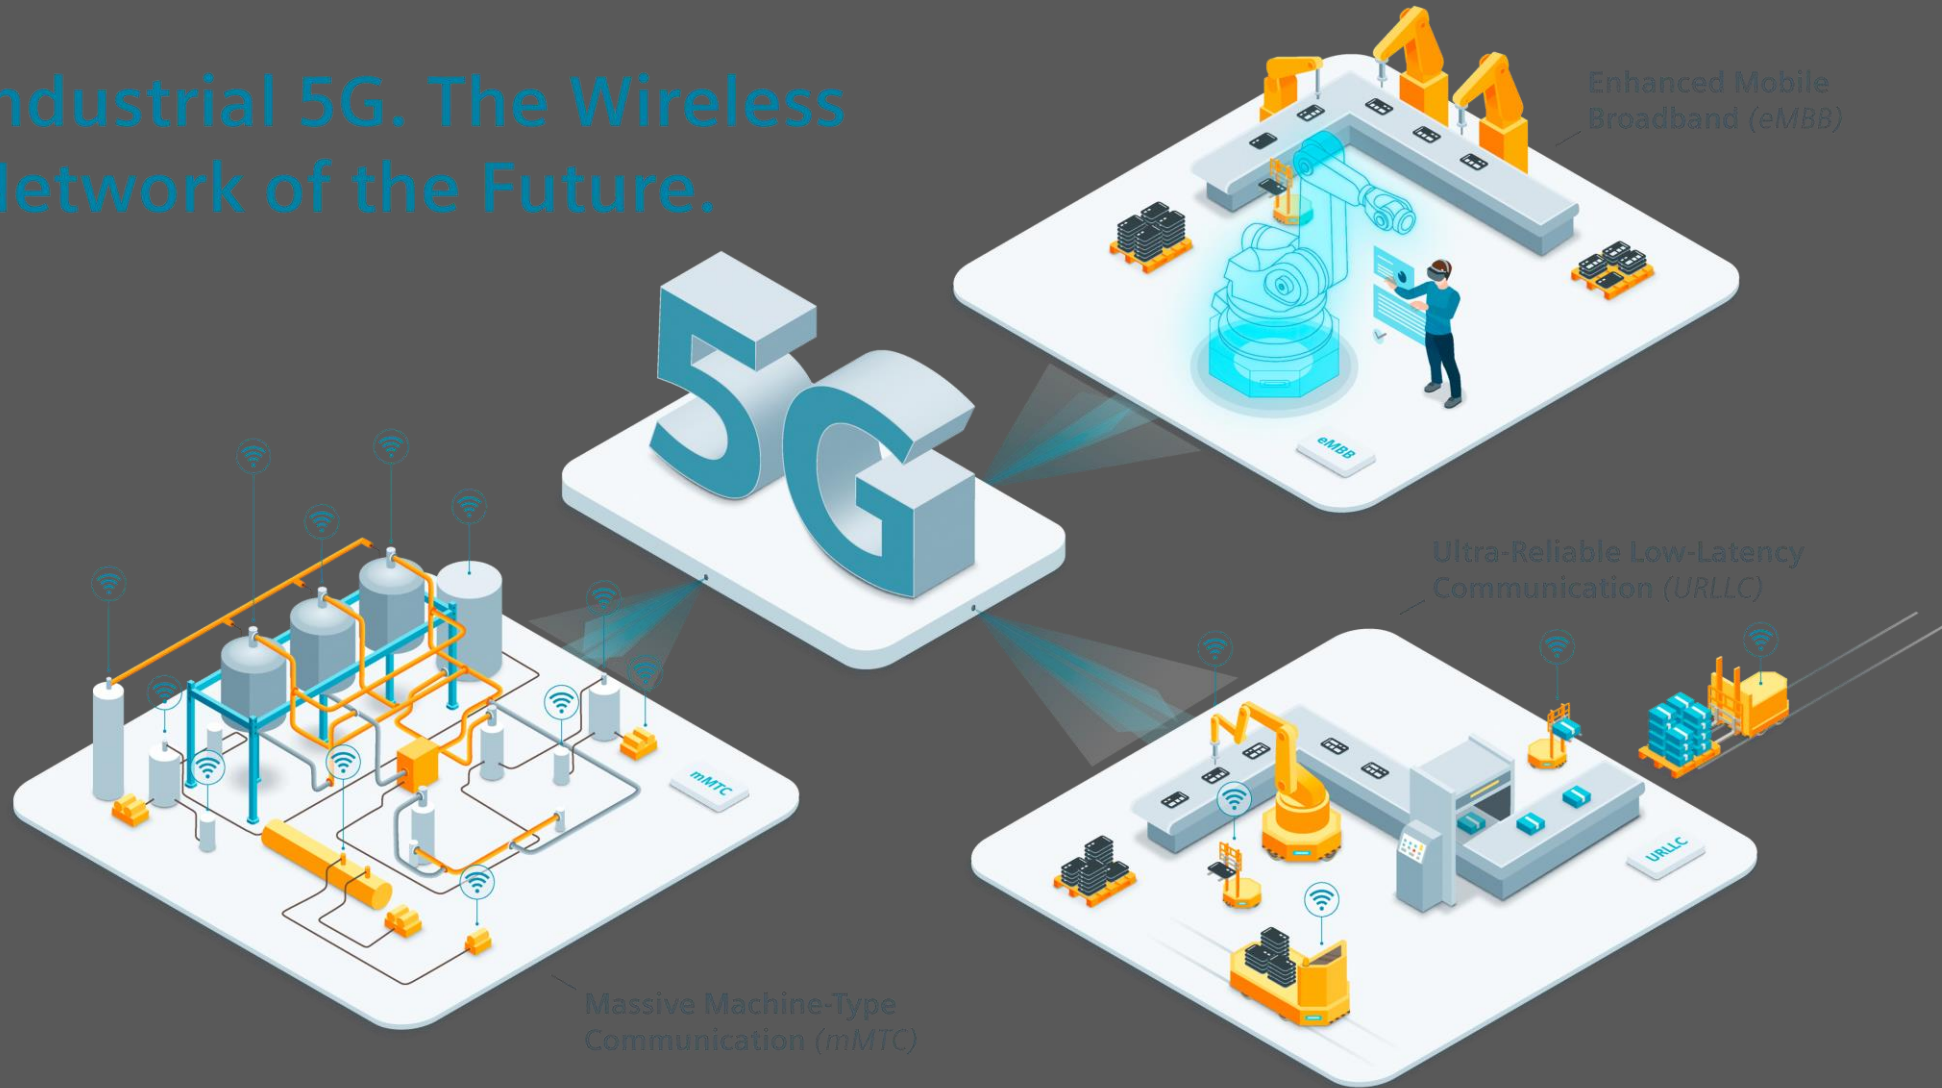 ndustrial 5G. The Wireless
etwork of the Future.
Enhanced Mobile
Broadband (eMBB)
5G
eMBB
Ultra-Reliable Low-Latency
Communication (URLLC)
mMTC
URLLC
Massive Machine-Type
Communication (mMTC)